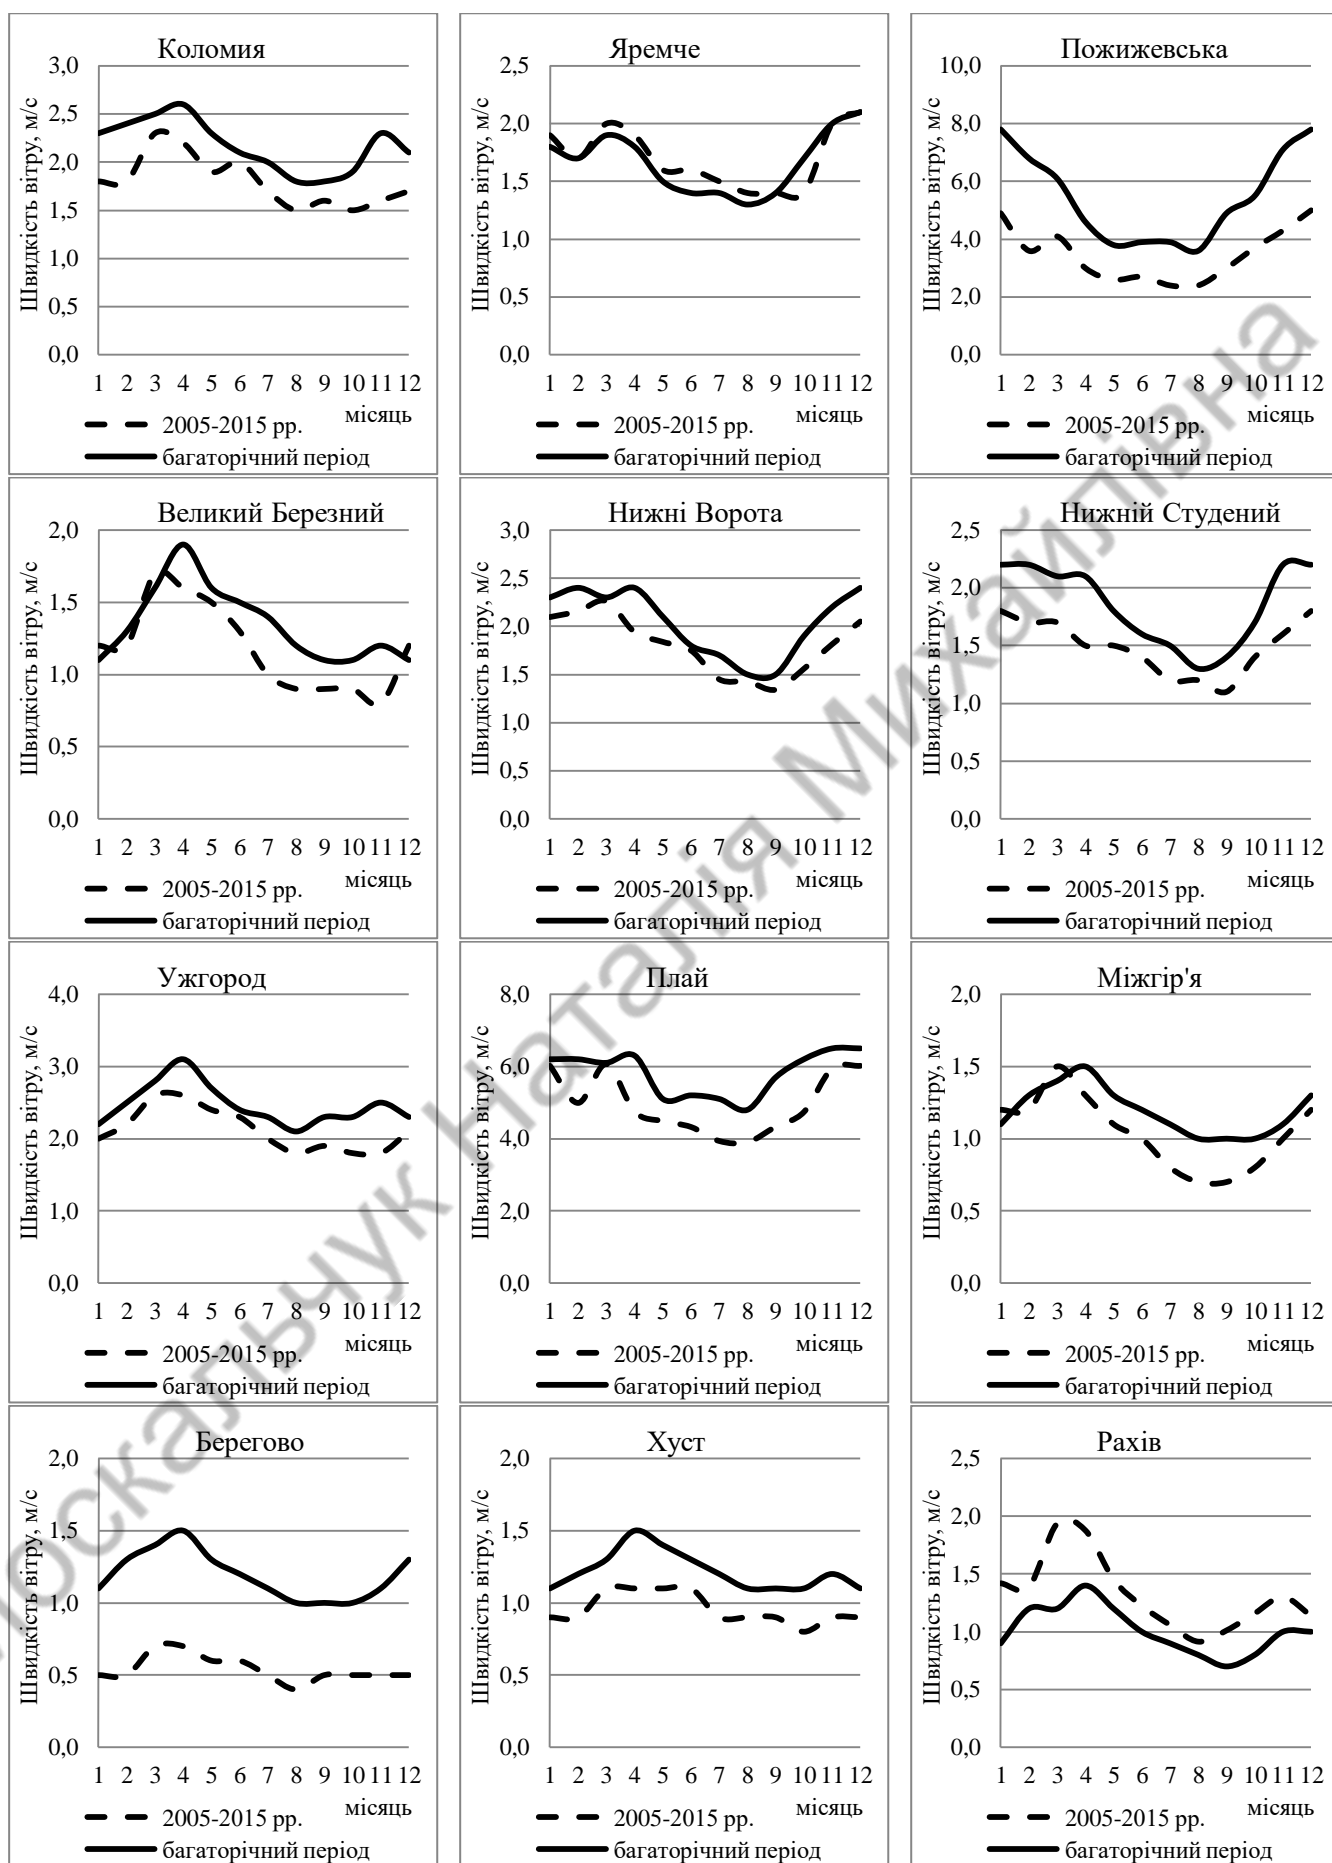 Коломия
Швидкість вітру, м/с
3,0
2,5
2,0
1,5
1,0
0,5
0,0
1 2 3 4 5 6 7 8 9 10 11 12
місяць
2005-2015 рр.
багаторічний період
Яремче
Швидкість вітру, м/с
2,5
2,0
1,5
1,0
0,5
0,0
1 2 3 4 5 6 7 8 9 10 11 12
місяць
2005-2015 рр.
багаторічний період
Пожижевська
Швидкість вітру, м/с
10,0
8,0
6,0
4,0
2,0
0,0
1 2 3 4 5 6 7 8 9 10 11 12
місяць
2005-2015 рр.
багаторічний період
Великий Березний
Швидкість вітру, м/с
2,0
1,5
1,0
0,5
0,0
1 2 3 4 5 6 7 8 9 10 11 12
місяць
2005-2015 рр.
багаторічний період
Нижні Ворота
Швидкість вітру, м/с
3,0
2,5
2,0
1,5
1,0
0,5
0,0
1 2 3 4 5 6 7 8 9 10 11 12
місяць
2005-2015 рр.
багаторічний період
Нижній Студений
Швидкість вітру, м/с
2,5
2,0
1,5
1,0
0,5
0,0
1 2 3 4 5 6 7 8 9 10 11 12
місяць
2005-2015 рр.
багаторічний період
Ужгород
Швидкість вітру, м/с
4,0
3,0
2,0
1,0
0,0
1 2 3 4 5 6 7 8 9 10 11 12
місяць
2005-2015 рр.
багаторічний період
Плай
Швидкість вітру, м/с
8,0
6,0
4,0
2,0
0,0
1 2 3 4 5 6 7 8 9 10 11 12
місяць
2005-2015 рр.
багаторічний період
Міжгір'я
Швидкість вітру, м/с
2,0
1,5
1,0
0,5
0,0
1 2 3 4 5 6 7 8 9 10 11 12
місяць
2005-2015 рр.
багаторічний період
Берегово
Швидкість вітру, м/с
2,0
1,5
1,0
0,5
0,0
1 2 3 4 5 6 7 8 9 10 11 12
місяць
2005-2015 рр.
багаторічний період
Хуст
Швидкість вітру, м/с
2,0
1,5
1,0
0,5
0,0
1 2 3 4 5 6 7 8 9 10 11 12
місяць
2005-2015 рр.
багаторічний період
Рахів
Швидкість вітру, м/с
2,5
2,0
1,5
1,0
0,5
0,0
1 2 3 4 5 6 7 8 9 10 11 12
місяць
2005-2015 рр.
багаторічний період
Москальчук Наталія Михайлівна